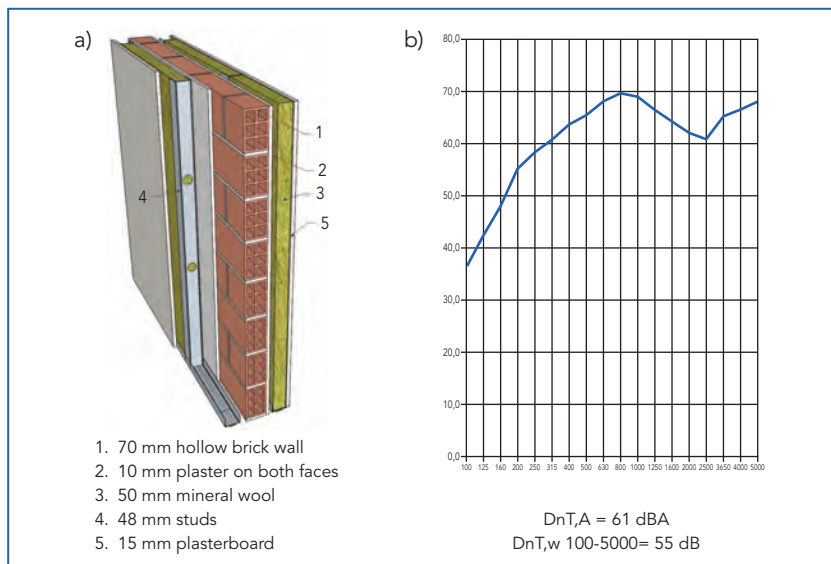 a)
1
2
3
4
5
1. 70 mm hollow brick wall
2. 10 mm plaster on both faces
3. 50 mm mineral wool
4. 48 mm studs
5. 15 mm plasterboard
b)
80,0
70,0
60,0
50,0
40,0
30,0
20,0
10,0
0,0
100 125 160 200 250 315 400 500 630 800 1000 1250 1600 2000 2500 3650 4000 5000
DnT,A = 61 dBA
DnT,w 100-5000= 55 dB